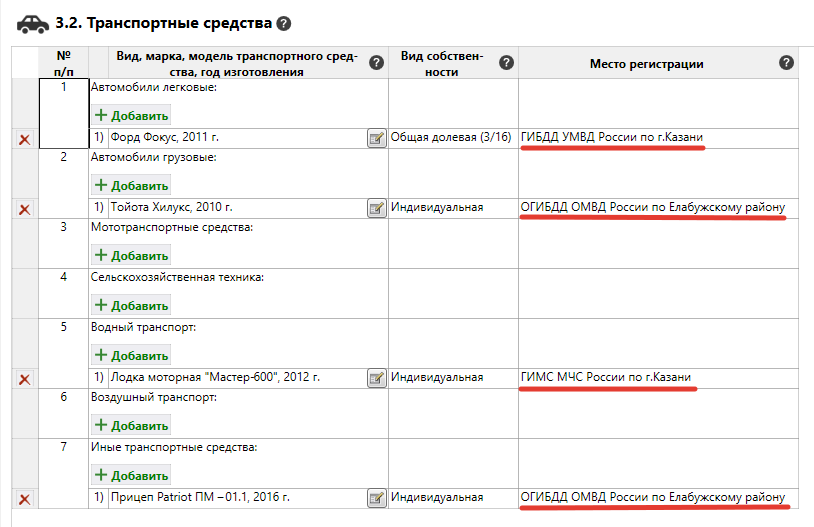 3.2. Транспортные средства ?
№ п/п
Вид, марка, модель транспортного сред-
ства, год изготовления ?
Вид собствен-
ности ?
Место регистрации ?
1 Автомобили легковые:
+ Добавить
1) Форд Фокус, 2011 г. Общая долевая (3/16) ГИБДД УМВД России по г.Казани
2 Автомобили грузовые:
+ Добавить
1) Тойота Хилукс, 2010 г. Индивидуальная ОГИБДД ОМВД России по Елабужскому району
3 Мототранспортные средства:
+ Добавить
4 Сельскохозяйственная техника:
+ Добавить
5 Водный транспорт:
+ Добавить
1) Лодка моторная "Мастер-600", 2012 г. Индивидуальная ГИМС МЧС России по г.Казани
6 Воздушный транспорт:
+ Добавить
7 Иные транспортные средства:
+ Добавить
1) Прицеп Patriot ПМ – 01.1, 2016 г. Индивидуальная ОГИБДД ОМВД России по Елабужскому району